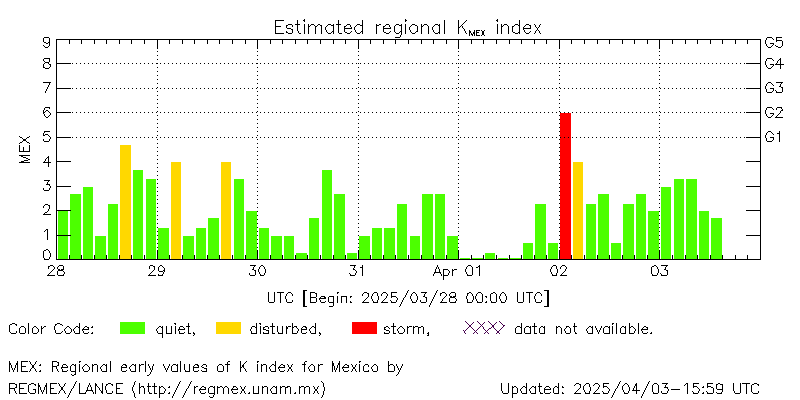 Estimated regional KMEX index
9 G5
8 G4
7 G3
6 G2
5 G1
4
3
2
1
0
MEX
28 29 30 31 Apr 01 02 03
UTC [Begin: 2025/03/28 00:00 UTC]
Color Code: quiet, disturbed, storm, data not available.
MEX: Regional early values of K index for Mexico by
REGMEX/LANCE (http://regmex.unam.mx) Updated: 2025/04/03-15:59 UTC